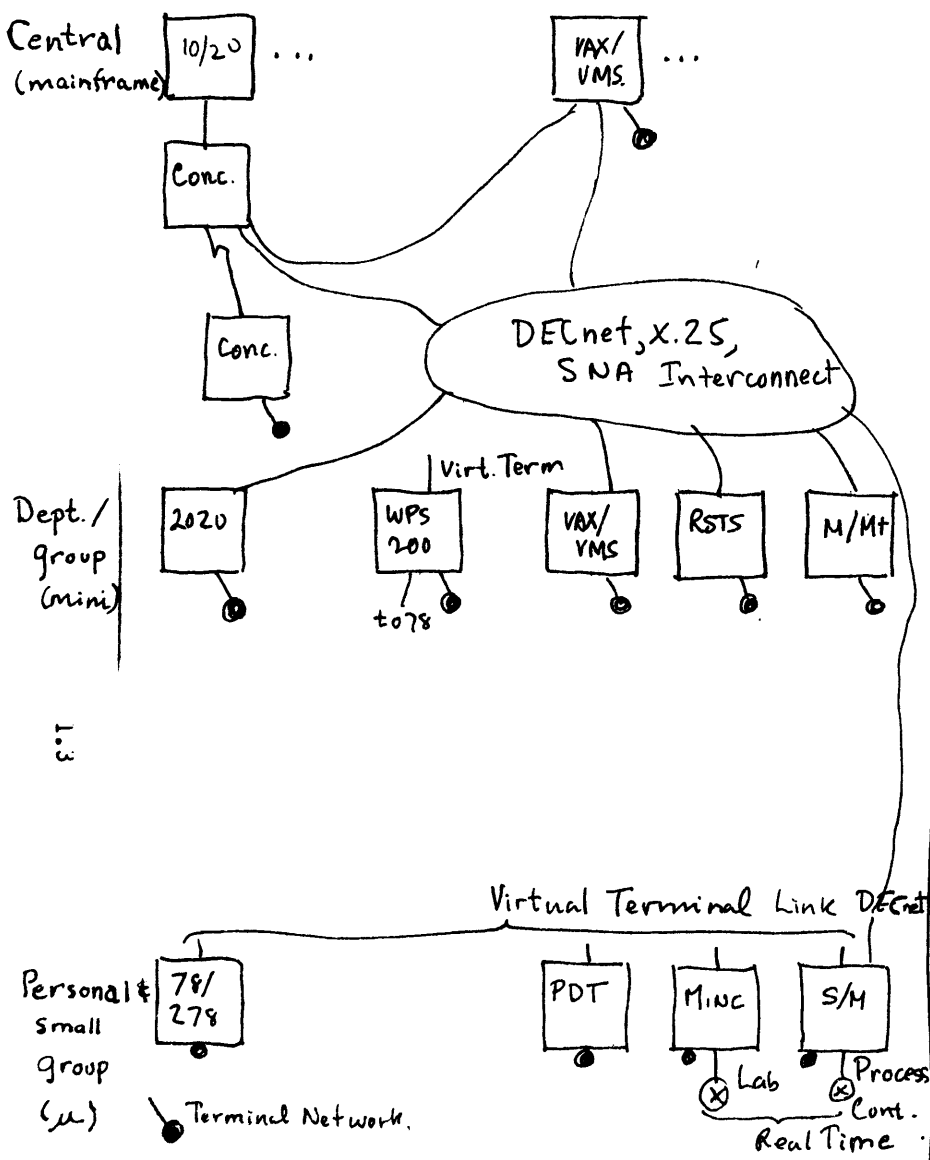 Central
(mainframe)
10/20
...
VAX/
VMS.
...
Conc.
Conc.
DECnet, X.25,
SNA Interconnect
Dept./
group
(mini)
2020
Virt. Term
WPS
200
to78
VAX/
VMS
RSTS
M/M+
Virtual Terminal Link DECnet
Personal &
small
group
(μ)
78/
278
PDT
MINC
S/M
Lab
Process
Cont.
Real Time
Terminal Network.